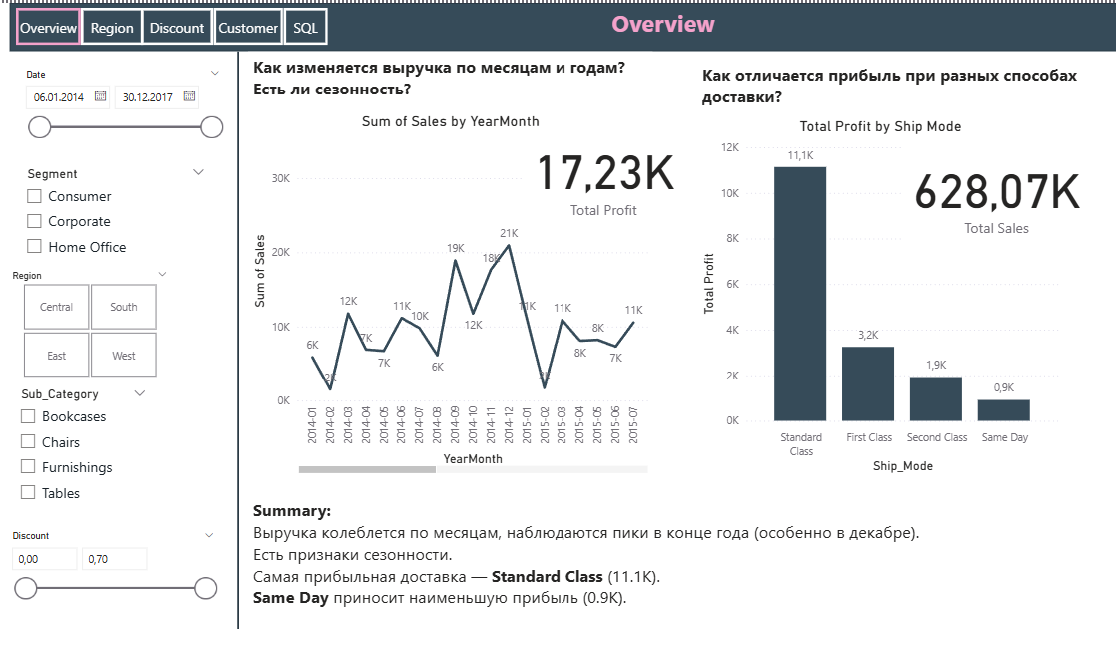 Overview
Region
Discount
Customer
SQL
Overview
Date
06.01.2014
30.12.2017
Segment
Consumer
Corporate
Home Office
Region
Central
South
East
West
Sub_Category
Bookcases
Chairs
Furnishings
Tables
Discount
0,00
0,70
Как изменяется выручка по месяцам и годам?
Есть ли сезонность?
Sum of Sales by YearMonth
17,23K
Total Profit
Sum of Sales
30K
20K
10K
0K
6K
2K
12K
7K
7K
11K
10K
6K
19K
12K
18K
21K
11K
2K
11K
8K
8K
7K
11K
2014-01
2014-02
2014-03
2014-04
2014-05
2014-06
2014-07
2014-08
2014-09
2014-10
2014-11
2014-12
2015-01
2015-02
2015-03
2015-04
2015-05
2015-06
2015-07
YearMonth
Как отличается прибыль при разных способах
доставки?
Total Profit by Ship Mode
628,07K
Total Sales
Total Profit
12K
10K
8K
6K
4K
2K
0K
11,1K
3,2K
1,9K
0,9K
Standard
Class
First Class
Second Class
Same Day
Ship_Mode
Summary:
Выручка колеблется по месяцам, наблюдаются пики в конце года (особенно в декабре).
Есть признаки сезонности.
Самая прибыльная доставка — Standard Class (11.1K).
Same Day приносит наименьшую прибыль (0.9K).